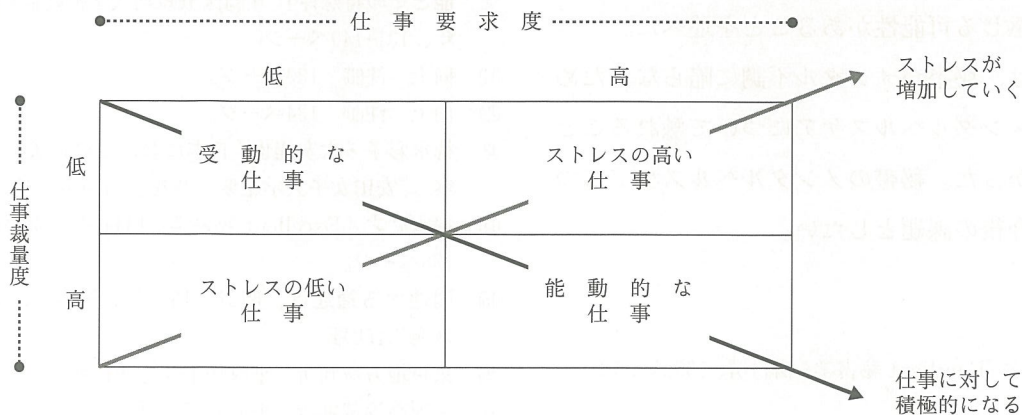 仕事要求度
低
高
ストレスが
増加していく
仕事裁量度
低
受動的な
仕事
ストレスの高い
仕事
高
ストレスの低い
仕事
能動的な
仕事
仕事に対して
積極的になる